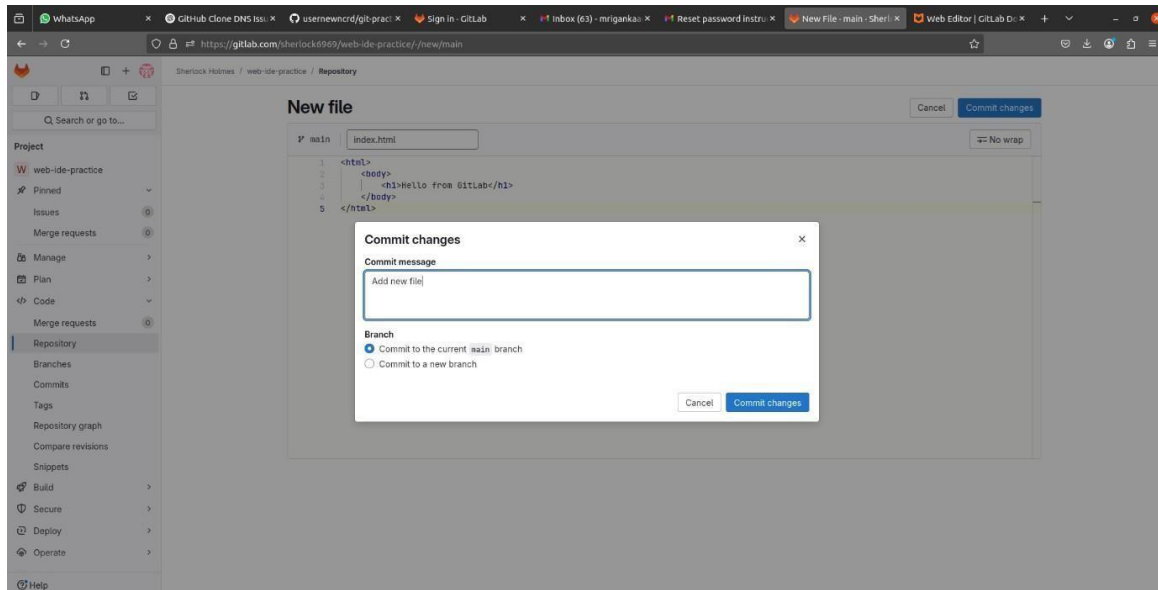 WhatsApp
GitHub Clone DNS Issu
usernewncrd/git-pract
Sign in · GitLab
Inbox (63) - mrigankaa
Reset password instru
New File · main · Sherl
Web Editor | GitLab Do
https://gitlab.com/sherlock6969/web-ide-practice/-/new/main
Sherlock Holmes / web-ide-practice / Repository
Search or go to...
Project
W web-ide-practice
Pinned
Issues 0
Merge requests 0
Manage
Plan
Code
Merge requests 0
Repository
Branches
Commits
Tags
Repository graph
Compare revisions
Snippets
Build
Secure
Deploy
Operate
Help
New file
Cancel Commit changes
main index.html No wrap
1 <html>
2 <body>
3 <h1>Hello from GitLab</h1>
4 </body>
5 </html>
Commit changes
Commit message
Add new file
Branch
Commit to the current main branch
Commit to a new branch
Cancel Commit changes